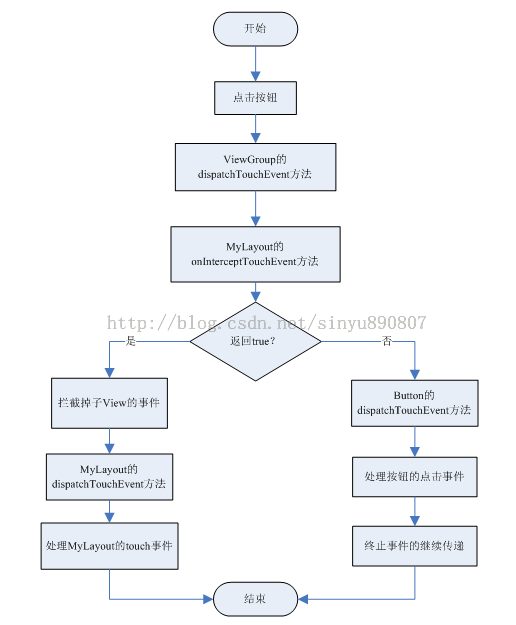 开始
点击按钮
ViewGroup的
dispatchTouchEvent方法
MyLayout的
onInterceptTouchEvent方法
http://blog.csdn.net/sinyu890807
返回true？
是
否
拦截掉子View的事件
Button的
dispatchTouchEvent方法
MyLayout的
dispatchTouchEvent方法
处理按钮的点击事件
处理MyLayout的touch事件
终止事件的继续传递
结束